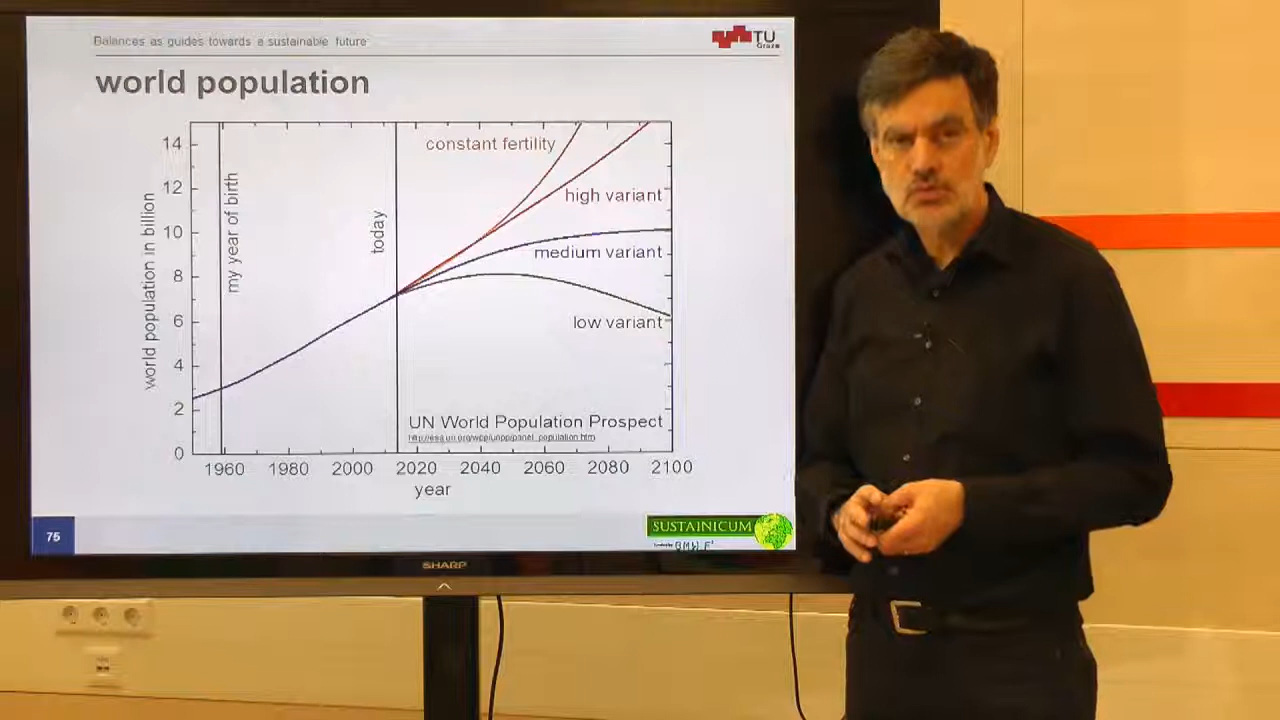 Balances as guides towards a sustainable future
TU
Graz
world population
constant fertility
high variant
medium variant
low variant
my year of birth
today
world population in billion
14
12
10
8
6
4
2
0
UN World Population Prospect
1960 1980 2000 2020 2040 2060 2080 2100
year
75
SUSTAINICUM
SHARP